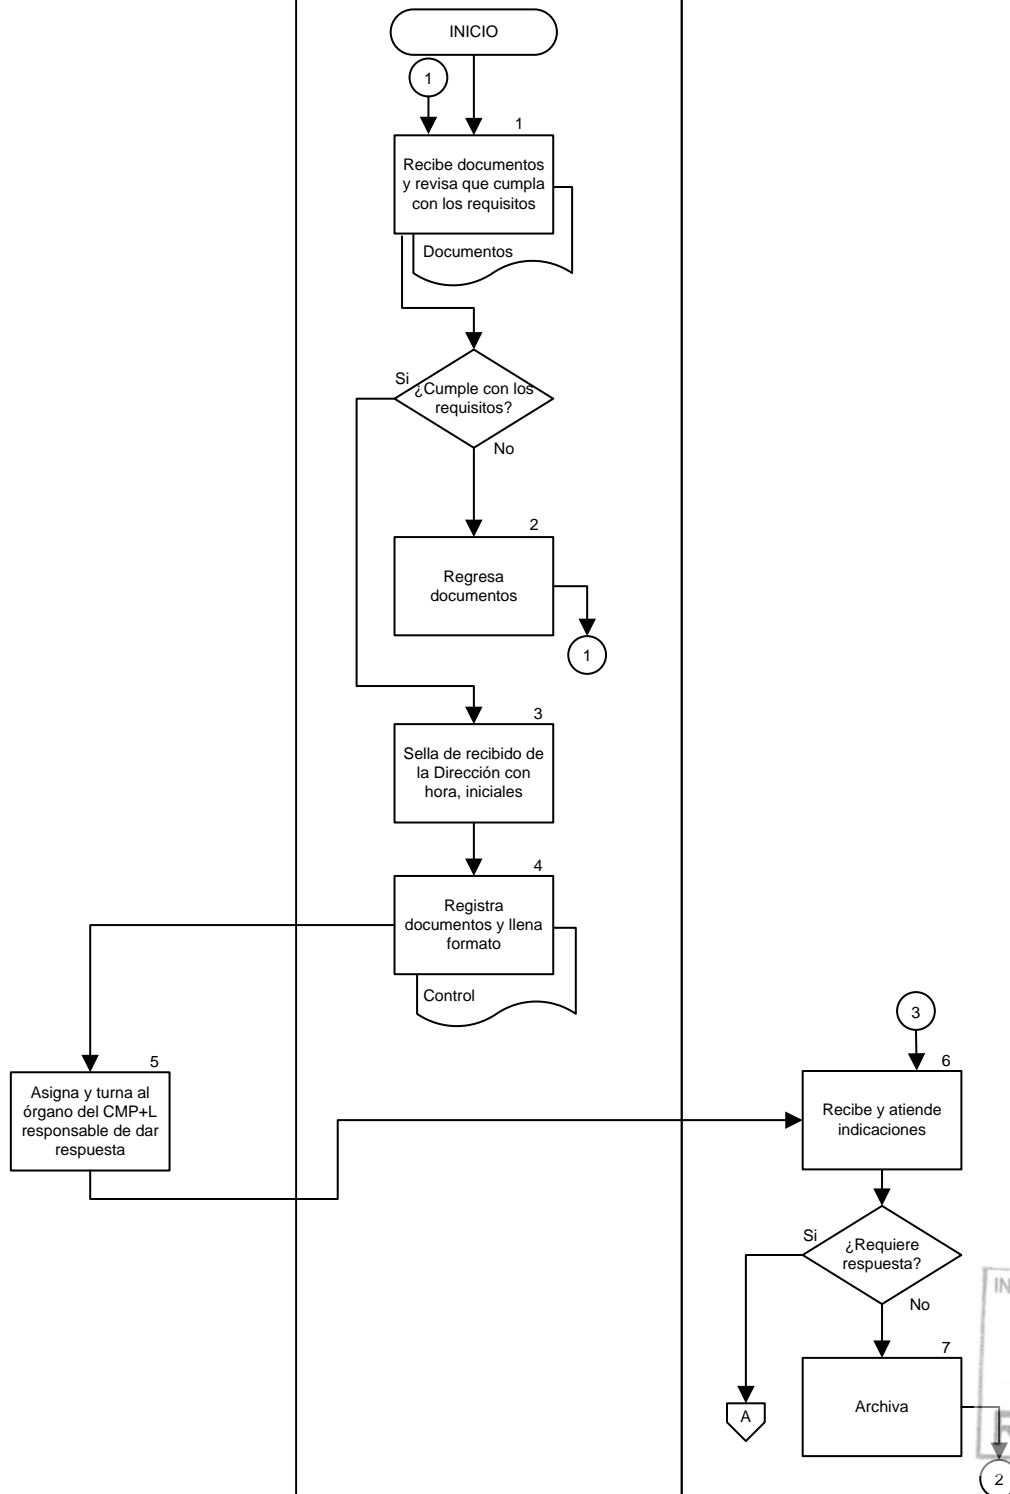 INICIO
1
1
Recibe documentos
y revisa que cumpla
con los requisitos
Documentos
Si
¿Cumple con los
requisitos?
No
2
Regresa
documentos
1
3
Sella de recibido de
la Dirección con
hora, iniciales
4
Registra
documentos y llena
formato
Control
5
Asigna y turna al
órgano del CMP+L
responsable de dar
respuesta
3
6
Recibe y atiende
indicaciones
Si
¿Requiere
respuesta?
No
7
Archiva
A
2